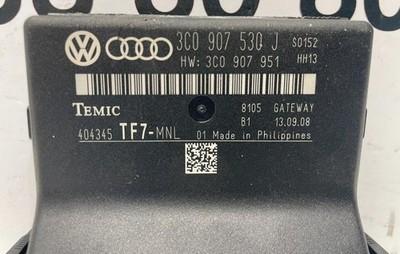 3C0 907 530 J S0152
HW: 3C0 907 951 HH13
TEMIC 8105 GATEWAY
B1 13.09.08
404345 TF7-MNL 01 Made in Philippines